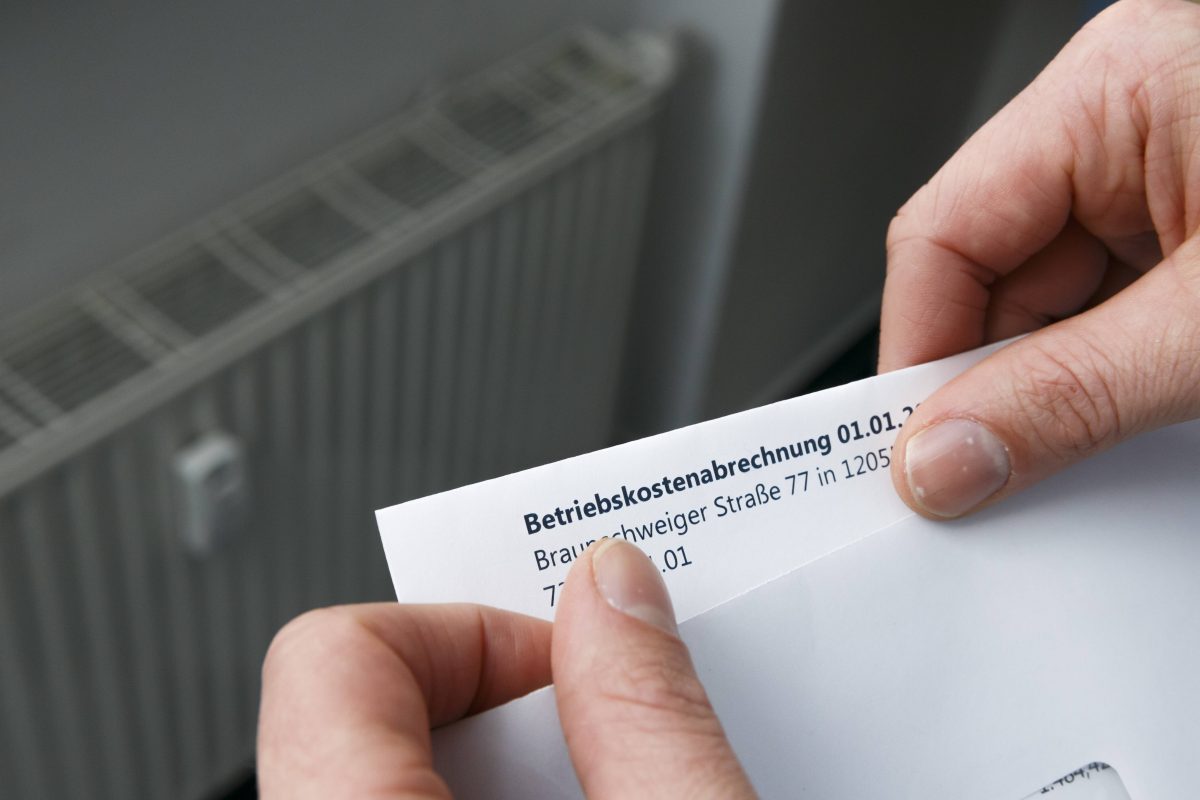 Betriebskostenabrechnung 01.01.
Braunschweiger Straße 77 in 1205
.01